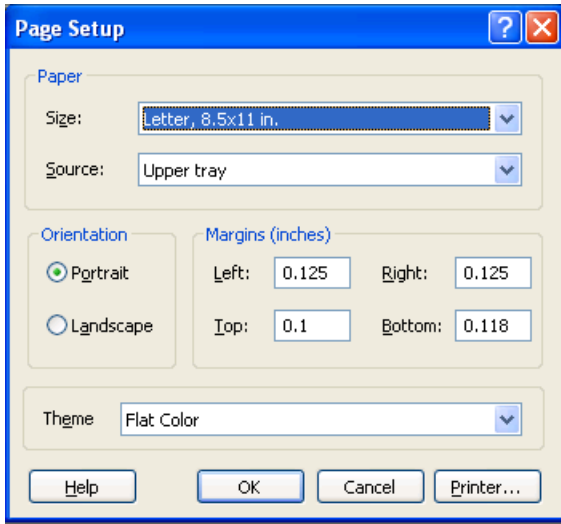 Page Setup
Paper
Size: Letter, 8.5x11 in.
Source: Upper tray
Orientation
Portrait
Landscape
Margins (inches)
Left: 0.125 Right: 0.125
Top: 0.1 Bottom: 0.118
Theme Flat Color
Help OK Cancel Printer...